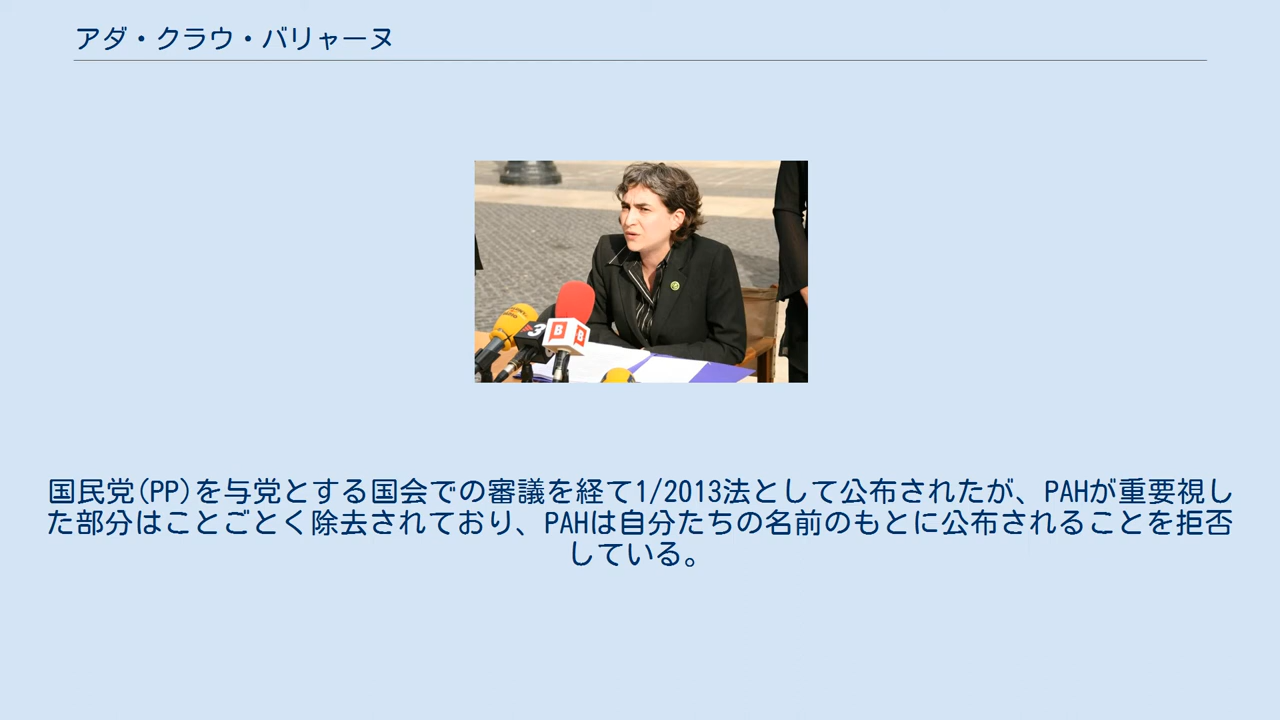 アダ・クラウ・バリャーヌ
3
B B
国民党(PP)を与党とする国会での審議を経て1/2013法として公布されたが、PAHが重要視し
た部分はことごとく除去されており、PAHは自分たちの名前のもとに公布されることを拒否
している。